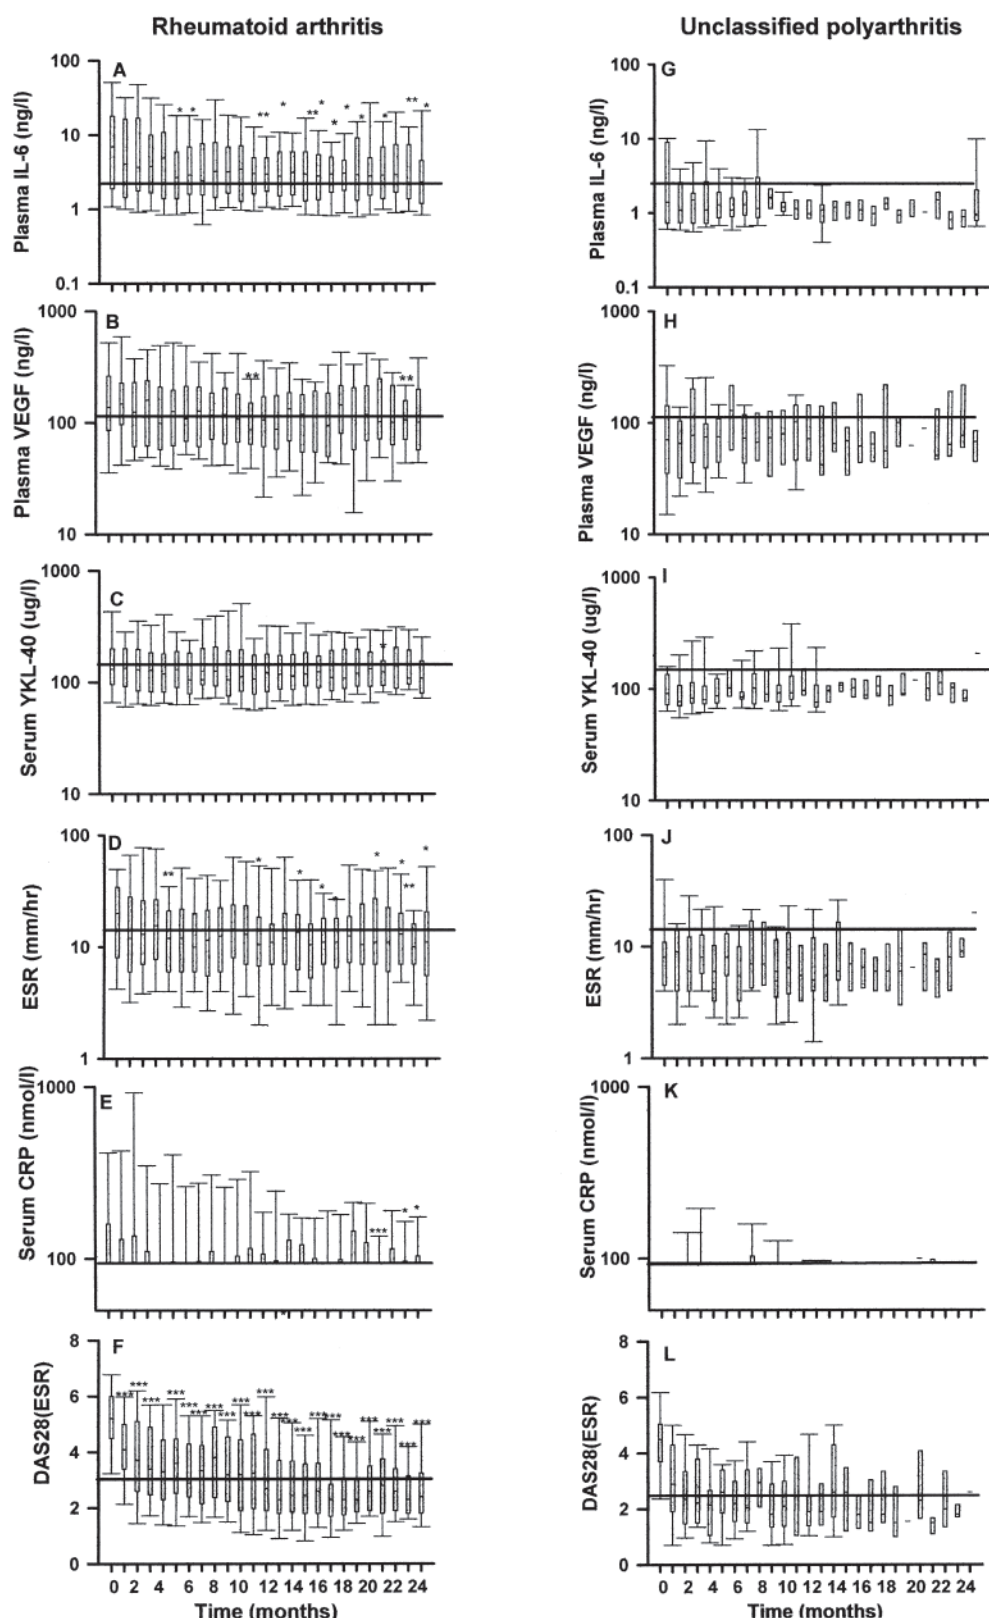 Rheumatoid arthritis
Unclassified polyarthritis
A
Plasma IL-6 (ng/l)
100
10
1
0.1
* * ** * ** * * * * * ** *
G
Plasma IL-6 (ng/l)
100
10
1
0.1
B
Plasma VEGF (ng/l)
1000
100
10
** **
H
Plasma VEGF (ng/l)
1000
100
10
C
Serum YKL-40 (ug/l)
1000
100
10
*
I
Serum YKL-40 (ug/l)
1000
100
10
D
ESR (mm/hr)
100
10
1
** * * * * * * ** *
J
ESR (mm/hr)
100
10
1
E
Serum CRP (nmol/l)
1000
100
*** * *
K
Serum CRP (nmol/l)
1000
100
F
DAS28(ESR)
8
6
4
2
0
*** *** *** *** *** *** *** *** *** *** *** *** *** *** *** *** *** *** *** *** *** *** *** ***
0 2 4 6 8 10 12 14 16 18 20 22 24
Time (months)
L
DAS28(ESR)
8
6
4
2
0
0 2 4 6 8 10 12 14 16 18 20 22 24
Time (months)